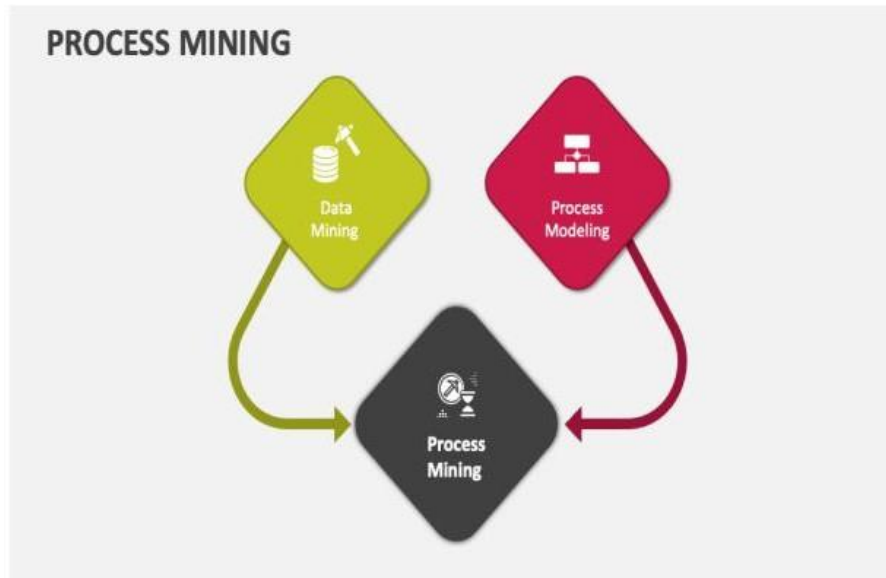 PROCESS MINING
Data
Mining
Process
Modeling
Process
Mining